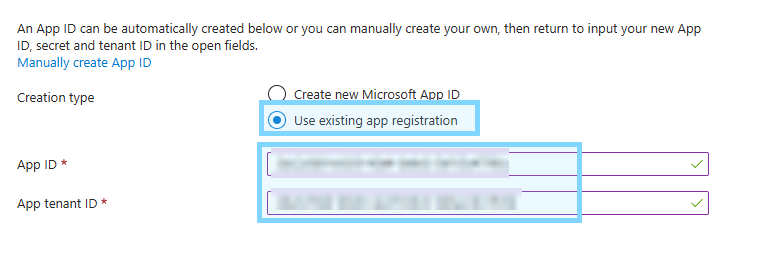 An App ID can be automatically created below or you can manually create your own, then return to input your new App
ID, secret and tenant ID in the open fields.
Manually create App ID
Creation type
Create new Microsoft App ID
Use existing app registration
App ID *
App tenant ID *